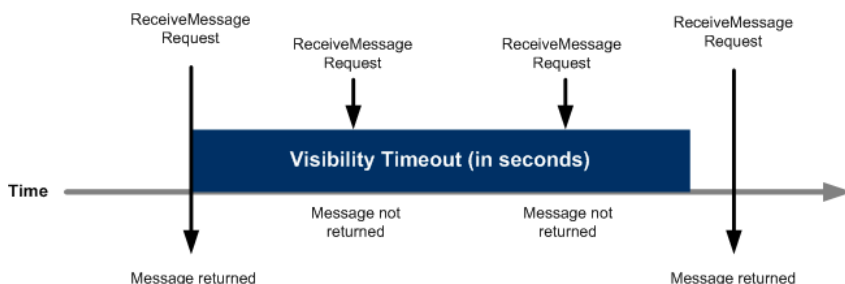 ReceiveMessage
Request
ReceiveMessage
Request
ReceiveMessage
Request
ReceiveMessage
Request
Visibility Timeout (in seconds)
Time
Message not
returned
Message not
returned
Message returned
Message returned